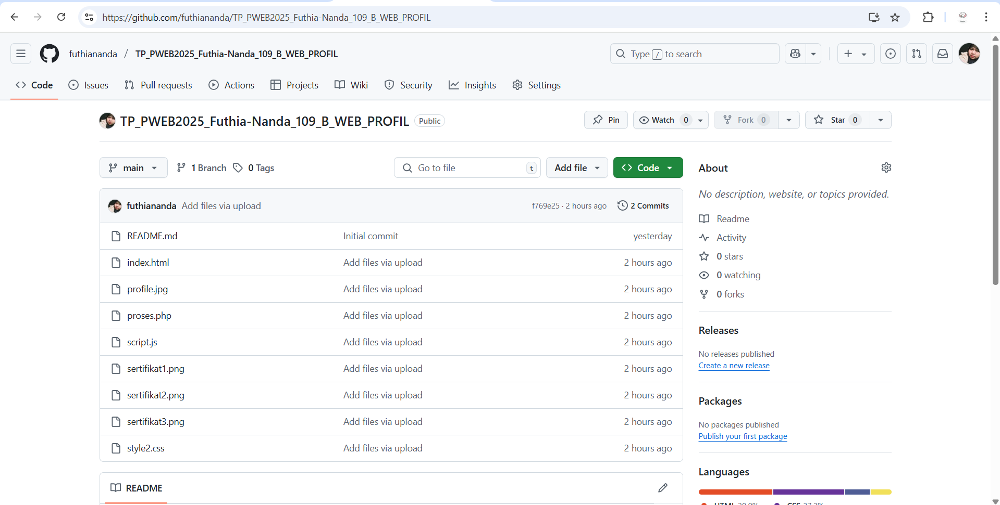 https://github.com/futhiananda/TP_PWEB2025_Futhia-Nanda_109_B_WEB_PROFIL
futhiananda / TP_PWEB2025_Futhia-Nanda_109_B_WEB_PROFIL
Type / to search
Code Issues Pull requests Actions Projects Wiki Security Insights Settings
TP_PWEB2025_Futhia-Nanda_109_B_WEB_PROFIL Public
Pin Watch 0 Fork 0 Star 0
main 1 Branch 0 Tags Go to file t Add file Code
futhiananda Add files via upload f769e25 · 2 hours ago 2 Commits
README.md Initial commit yesterday
index.html Add files via upload 2 hours ago
profile.jpg Add files via upload 2 hours ago
proses.php Add files via upload 2 hours ago
script.js Add files via upload 2 hours ago
sertifikat1.png Add files via upload 2 hours ago
sertifikat2.png Add files via upload 2 hours ago
sertifikat3.png Add files via upload 2 hours ago
style2.css Add files via upload 2 hours ago
README
About
No description, website, or topics provided.
Readme
Activity
0 stars
0 watching
0 forks
Releases
No releases published
Create a new release
Packages
No packages published
Publish your first package
Languages
HTML CSS